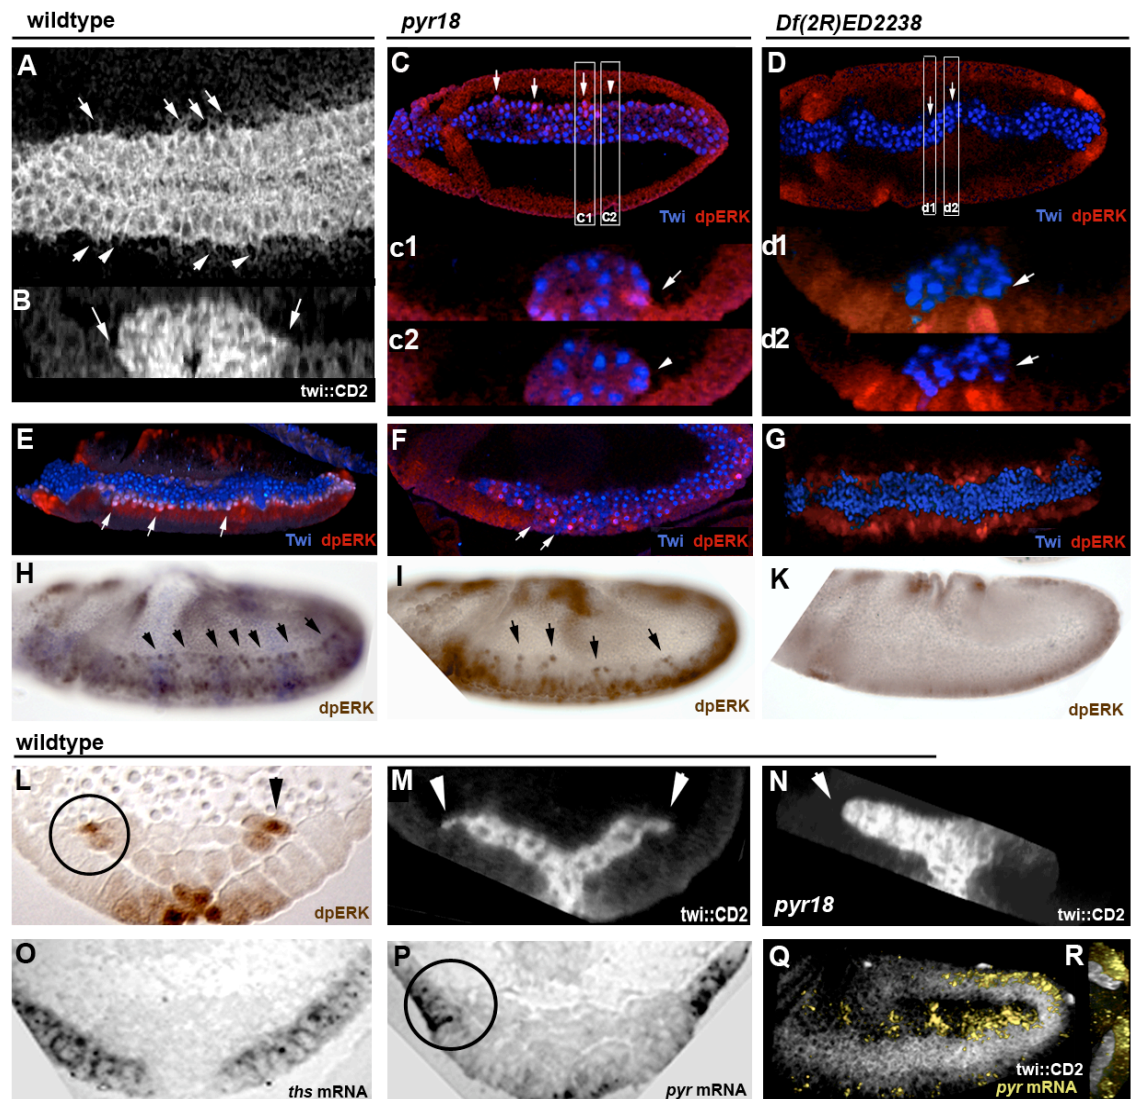 wildtype
pyr18
Df(2R)ED2238
A
B
twi::CD2
C
c1 c2
Twi dpERK
c1
c2
D
d1 d2
Twi dpERK
d1
d2
E
Twi dpERK
F
Twi dpERK
G
Twi dpERK
H
dpERK
I
dpERK
K
dpERK
wildtype
L
dpERK
M
twi::CD2
N
pyr18
twi::CD2
O
ths mRNA
P
pyr mRNA
Q
R
twi::CD2
pyr mRNA